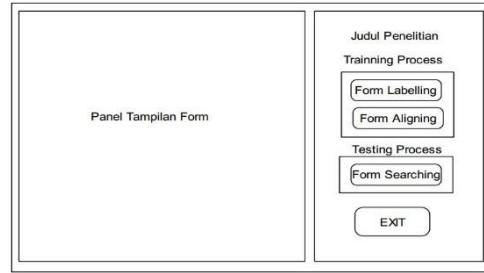 Panel Tampilan Form
Judul Penelitian
Trainning Process
Form Labelling
Form Aligning
Testing Process
Form Searching
EXIT